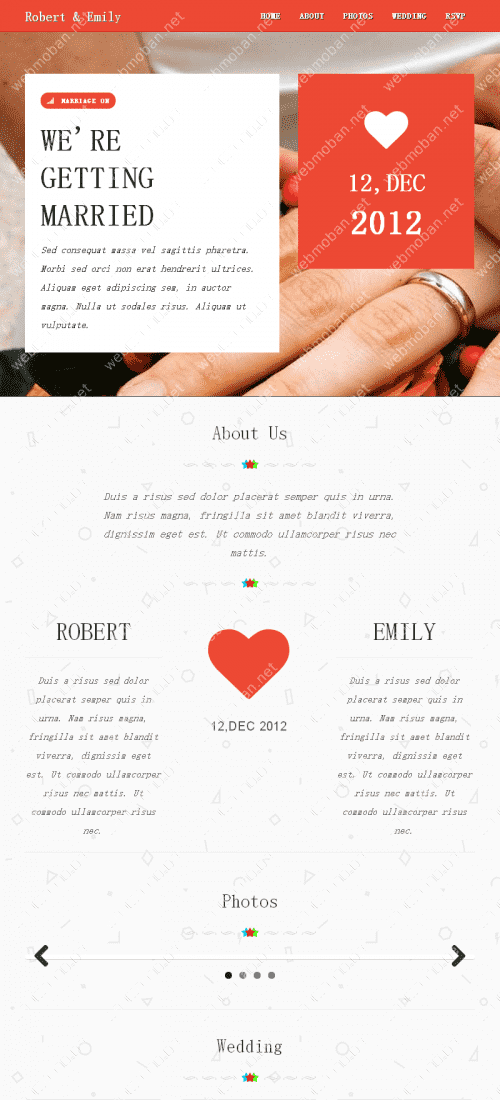 Robert & Emily
HOME ABOUT PHOTOS WEDDING RSVP
MARRIAGE ON
WE'RE
GETTING
MARRIED
Sed consequat massa vel sagittis pharetra.
Morbi sed orci non erat hendrerit ultrices.
Aliquam eget adipiscing sem, in auctor
magna. Nulla ut sodales risus. Aliquam ut
vulputate.
12,DEC
2012
webmoban.net
About Us
Duis a risus sed dolor placerat semper quis in urna.
Nam risus magna, fringilla sit amet blandit viverra,
dignissim eget est. Ut commodo ullamcorper risus nec
mattis.
ROBERT
Duis a risus sed dolor
placerat semper quis in
urna. Nam risus magna,
fringilla sit amet blandit
viverra, dignissim eget
est. Ut commodo ullamcorper
risus nec mattis. Ut
commodo ullamcorper risus
nec.
12,DEC 2012
EMILY
Duis a risus sed dolor
placerat semper quis in
urna. Nam risus magna,
fringilla sit amet blandit
viverra, dignissim eget
est. Ut commodo ullamcorper
risus nec mattis. Ut
commodo ullamcorper risus
nec.
Photos
Wedding